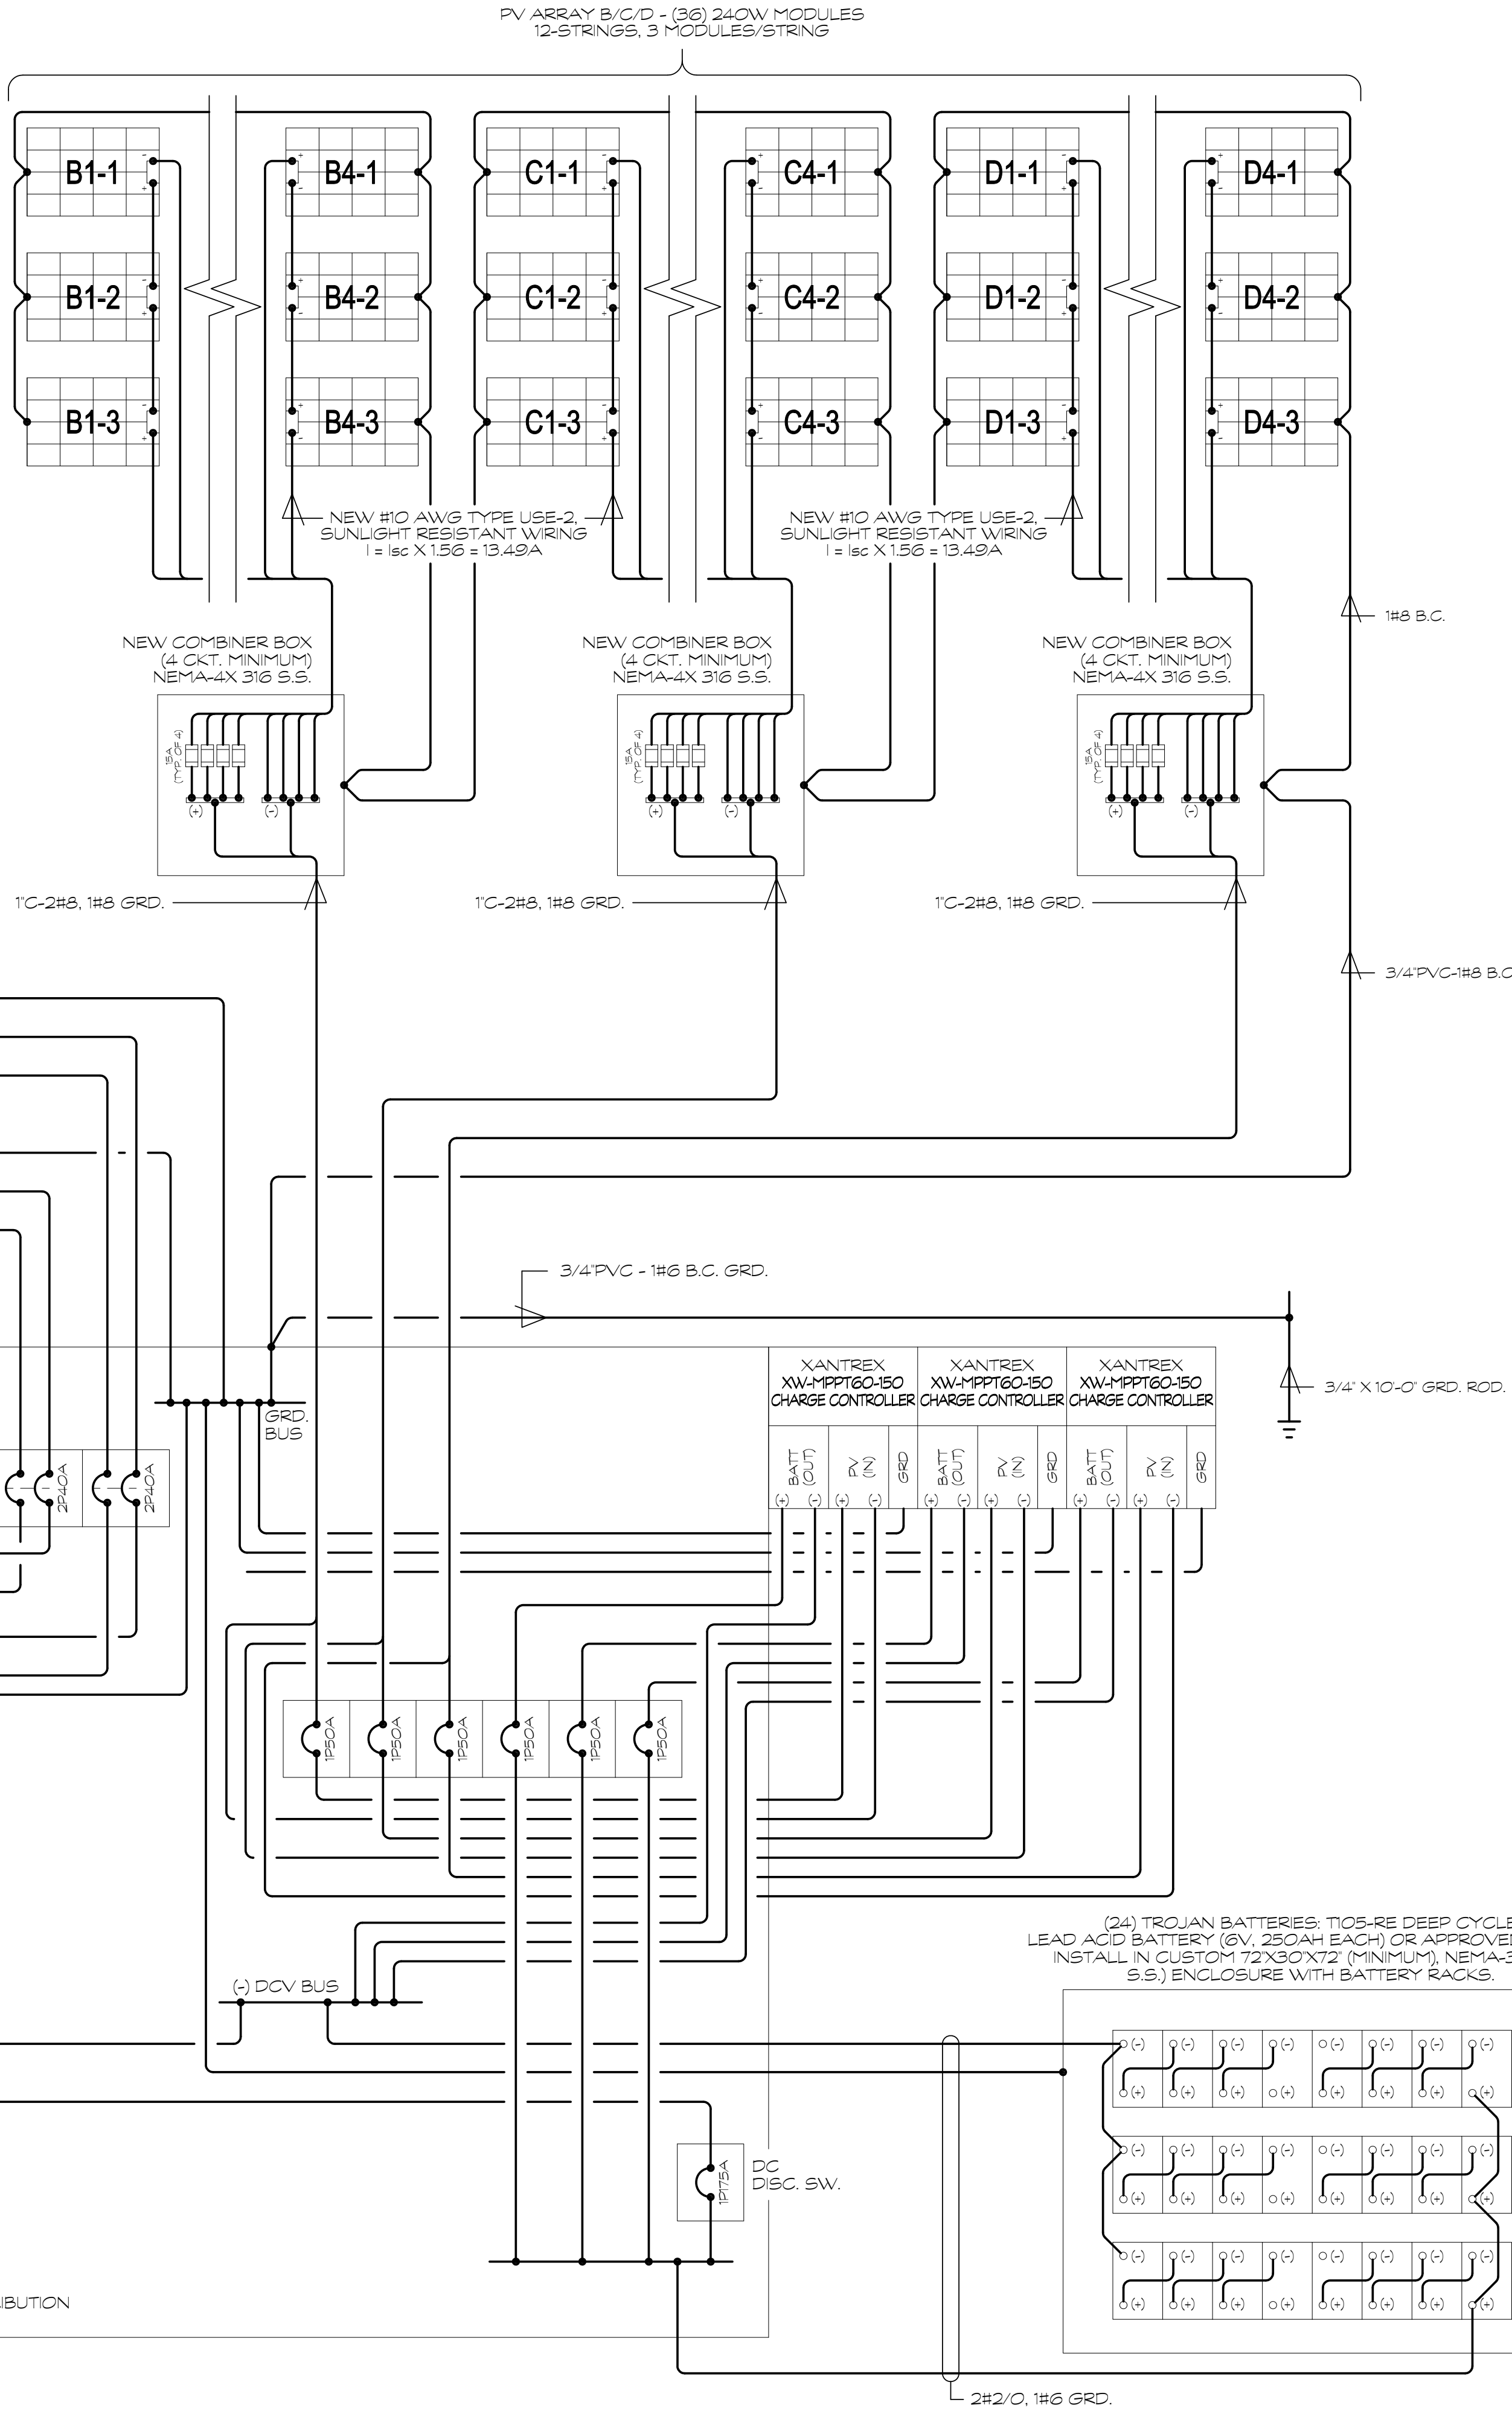 PV ARRAY B/C/D - (36) 240W MODULES
12-STRINGS, 3 MODULES/STRING
B1-1
B4-1
C1-1
C4-1
D1-1
D4-1
B1-2
B4-2
C1-2
C4-2
D1-2
D4-2
B1-3
B4-3
C1-3
C4-3
D1-3
D4-3
NEW #10 AWG TYPE USE-2,
SUNLIGHT RESISTANT WIRING
I = Isc X 1.56 = 13.49A
NEW #10 AWG TYPE USE-2,
SUNLIGHT RESISTANT WIRING
I = Isc X 1.56 = 13.49A
1#8 B.C.
NEW COMBINER BOX
(4 CKT. MINIMUM)
NEMA-4X 316 S.S.
NEW COMBINER BOX
(4 CKT. MINIMUM)
NEMA-4X 316 S.S.
NEW COMBINER BOX
(4 CKT. MINIMUM)
NEMA-4X 316 S.S.
15A
(TYP. OF 4)
(+) (-)
15A
(TYP. OF 4)
(+) (-)
15A
(TYP. OF 4)
(+) (-)
1"C-2#8, 1#8 GRD.
1"C-2#8, 1#8 GRD.
1"C-2#8, 1#8 GRD.
3/4"PVC-1#8 B.C
3/4"PVC - 1#6 B.C. GRD.
3/4" X 10'-0" GRD. ROD.
XANTREX
XW-MPPT60-150
CHARGE CONTROLLER
XANTREX
XW-MPPT60-150
CHARGE CONTROLLER
XANTREX
XW-MPPT60-150
CHARGE CONTROLLER
GRD.
BUS
BATT
(OUT)
PV
(IN)
GRD
BATT
(OUT)
PV
(IN)
GRD
BATT
(OUT)
PV
(IN)
GRD
(+) (-) (+) (-) (+) (-) (+) (-) (+) (-) (+) (-)
2P40A
2P40A
1P50A
1P50A
1P50A
1P50A
1P50A
1P50A
(24) TROJAN BATTERIES: T105-RE DEEP CYCLE
LEAD ACID BATTERY (6V, 250AH EACH) OR APPROVED
INSTALL IN CUSTOM 72"X30"X72" (MINIMUM), NEMA-3
S.S.) ENCLOSURE WITH BATTERY RACKS.
(-) DCV BUS
(-) (-) (-) (-) (-) (-) (-) (-)
(+) (+) (+) (+) (+) (+) (+) (+)
(-) (-) (-) (-) (-) (-) (-) (-)
(+) (+) (+) (+) (+) (+) (+) (+)
1P175A
DC
DISC. SW.
(-) (-) (-) (-) (-) (-) (-) (-)
(+) (+) (+) (+) (+) (+) (+) (+)
IBUTION
2#2/0, 1#6 GRD.